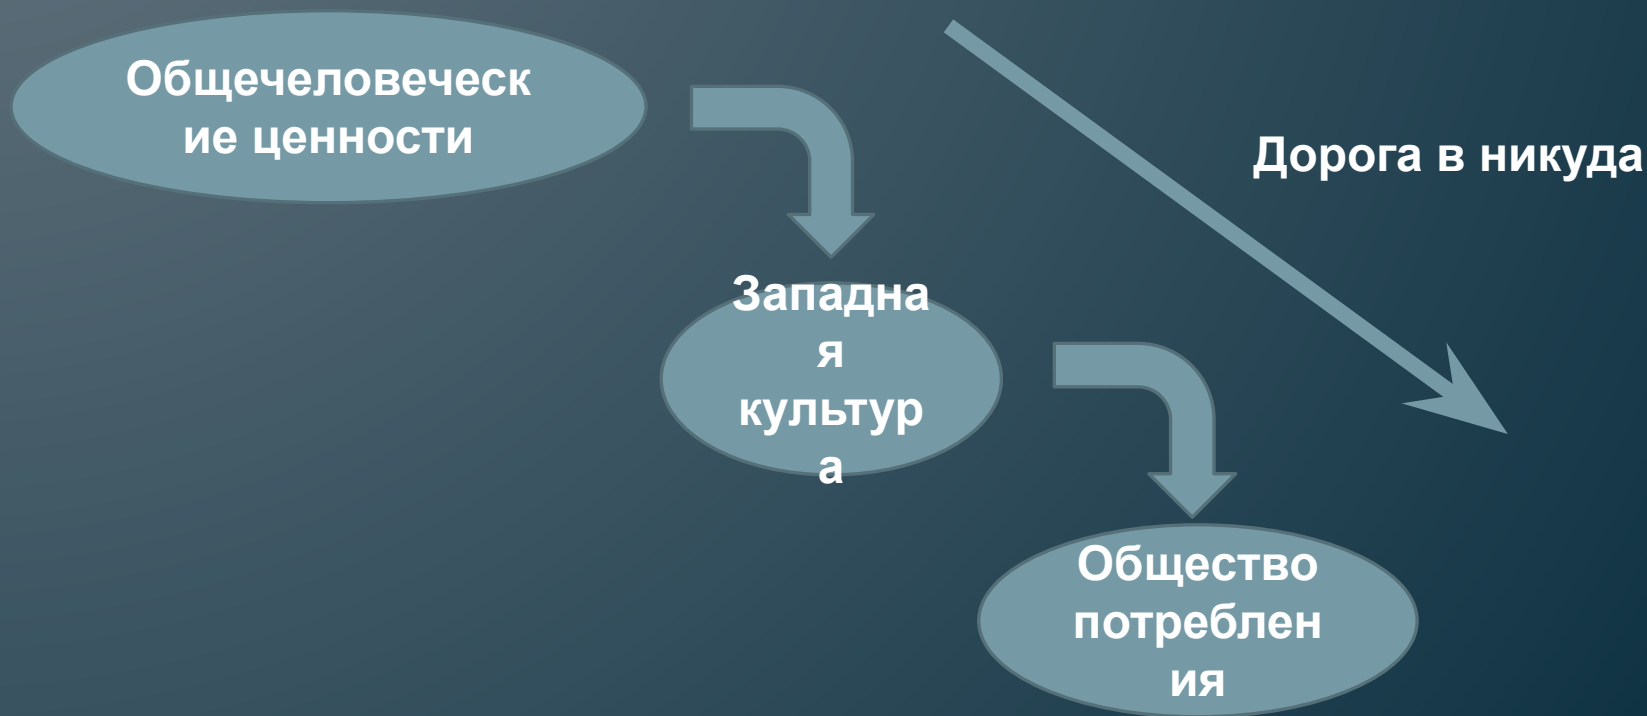 Общечеловеческ
ие ценности
Дорога в никуда
Западна
я
культур
а
Общество
потреблен
ия